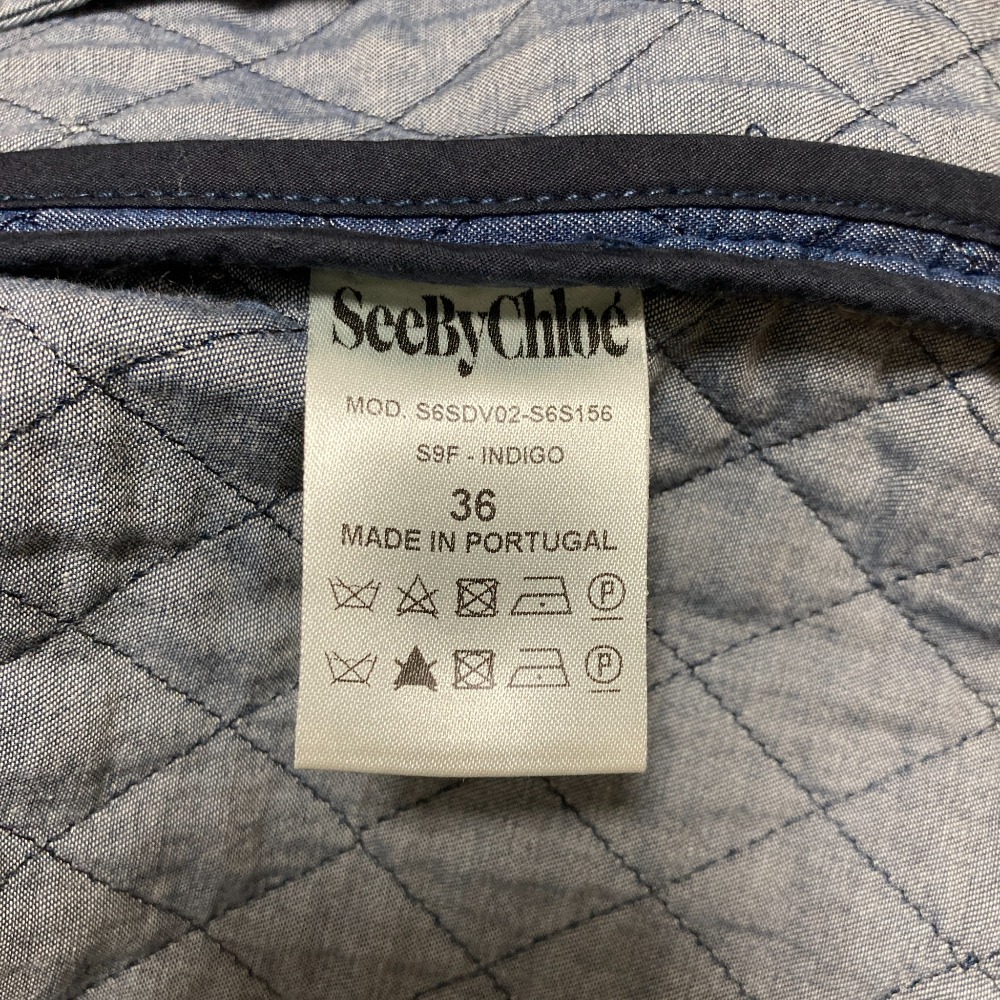 SeeByChloé
MOD. S6SDV02-S6S156
S9F - INDIGO
36
MADE IN PORTUGAL
P
P